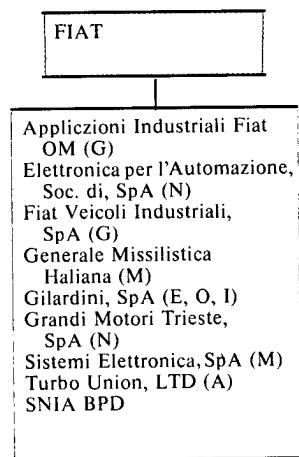 FIAT
Appliczioni Industriali Fiat
OM (G)
Elettronica per l'Automazione,
Soc. di, SpA (N)
Fiat Veicoli Industriali,
SpA (G)
Generale Missilistica
Haliana (M)
Gilardini, SpA (E, O, I)
Grandi Motori Trieste,
SpA (N)
Sistemi Elettronica, SpA (M)
Turbo Union, LTD (A)
SNIA BPD